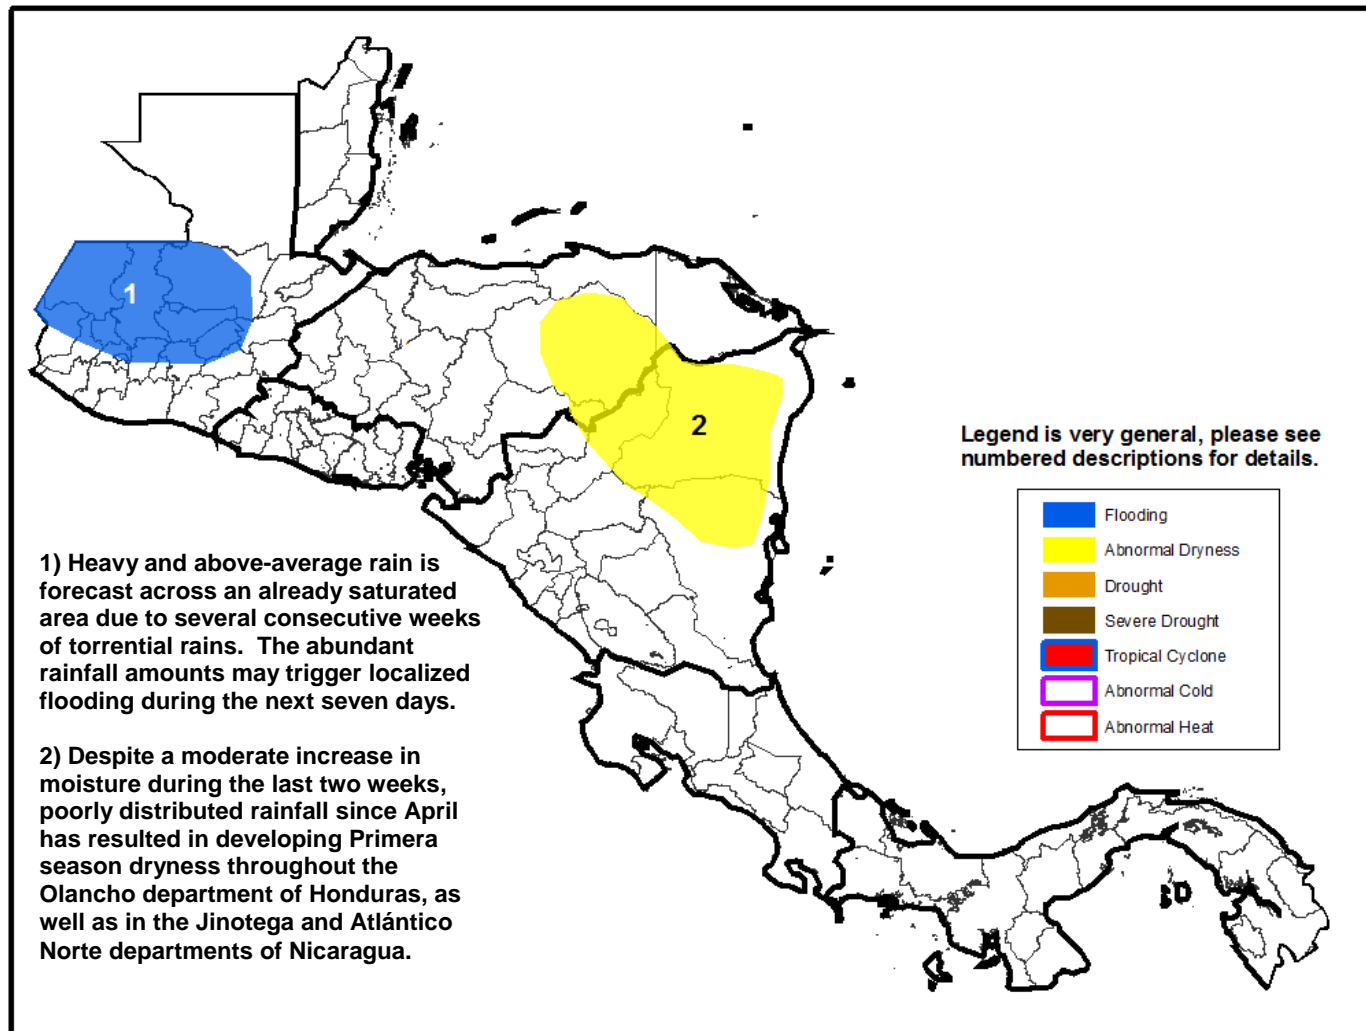 1
2
Legend is very general, please see
numbered descriptions for details.
Flooding
Abnormal Dryness
Drought
Severe Drought
Tropical Cyclone
Abnormal Cold
Abnormal Heat
1) Heavy and above-average rain is
forecast across an already saturated
area due to several consecutive weeks
of torrential rains.  The abundant
rainfall amounts may trigger localized
flooding during the next seven days.
2) Despite a moderate increase in
moisture during the last two weeks,
poorly distributed rainfall since April
has resulted in developing Primera
season dryness throughout the
Olancho department of Honduras, as
well as in the Jinotega and Atlántico
Norte departments of Nicaragua.